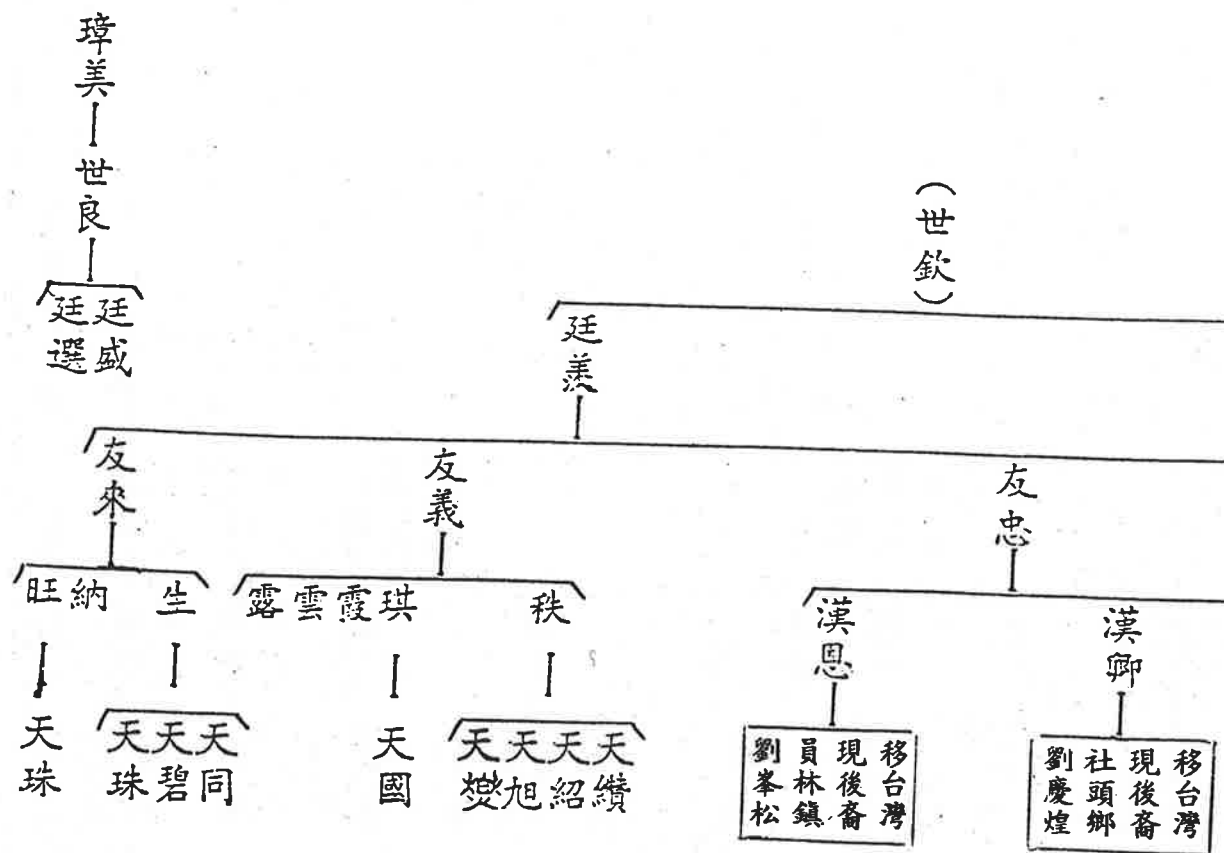 (世欽)
璋美
世良
廷盛
廷選
廷羨
友忠
友義
友來
漢卿
移台灣
現後裔
社頭鄉
劉慶煌
漢恩
移台灣
現後裔
員林鎮
劉峯松
秩
珙
霞
雲
露
天纘
天紹
天旭
天
天國
生
納
旺
天同
天碧
天珠
天珠